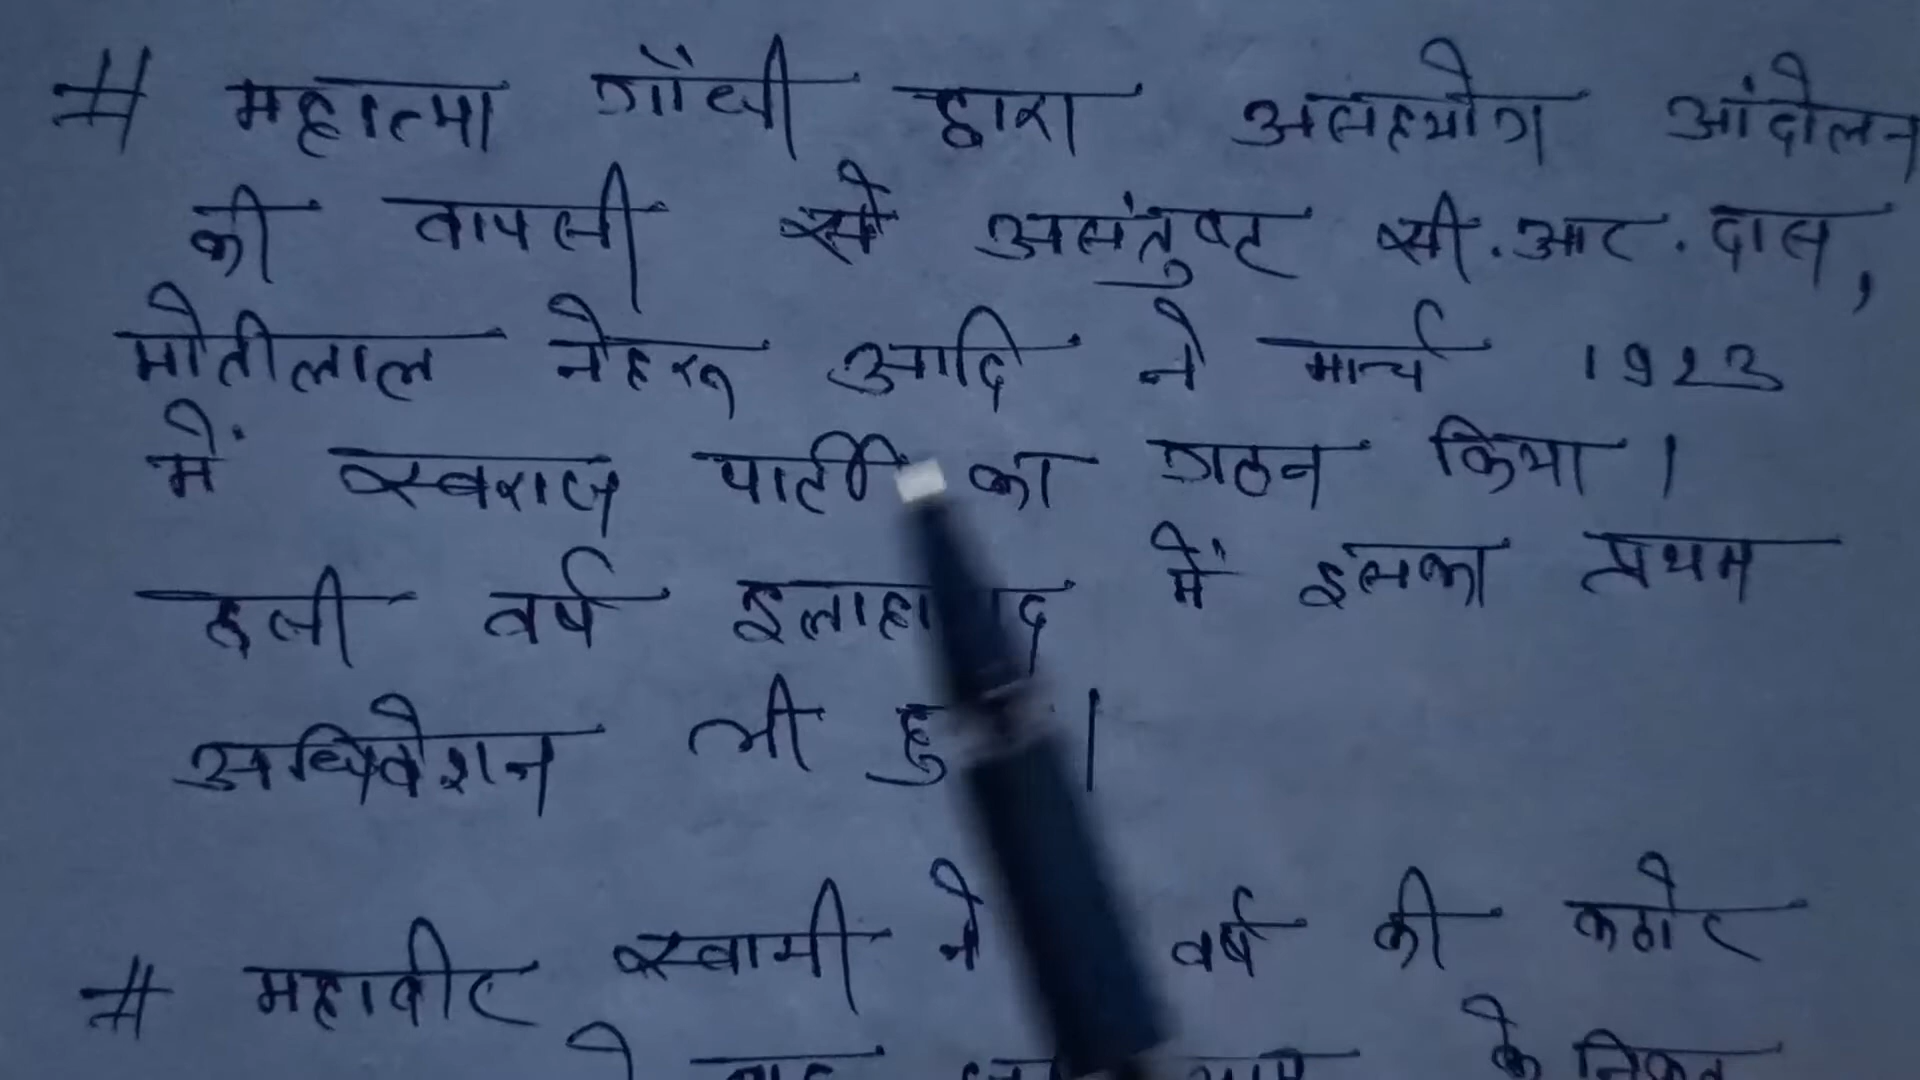 # महात्मा गाँधी द्वारा असहयोग आंदोलन
की वापसी से असंतुष्ट सी.आर. दास,
मोतीलाल नेहरू आदि ने मार्च 1923
में स्वराज पार्टी का गठन किया।
इसी वर्ष इलाहाबाद में इसका प्रथम
अधिवेशन भी हुआ।
# महावीर स्वामी ने वर्ष की कठोर
के बाद के निकट